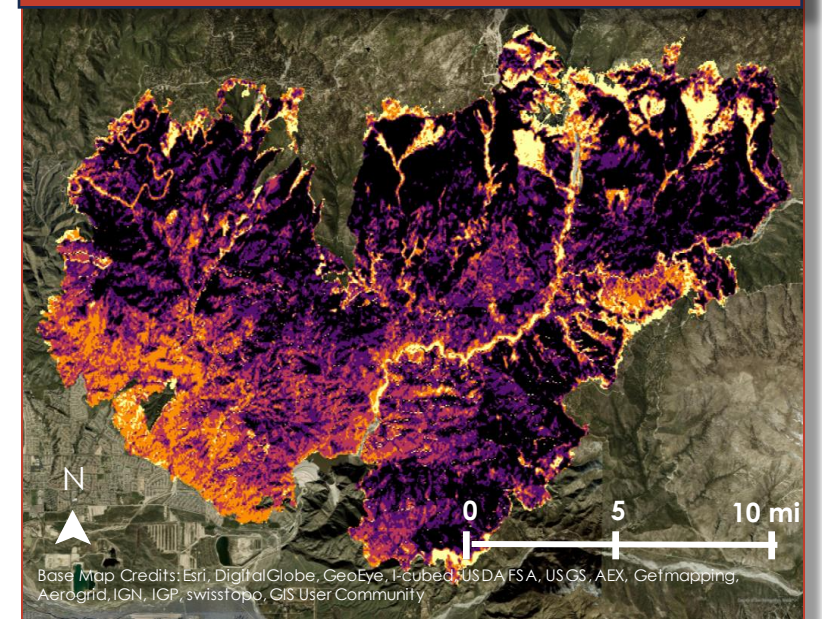 N
0 5 10 mi
Base Map Credits: Esri, DigitalGlobe, GeoEye, i-cubed, USDA FSA, USGS, AEX, Getmapping,
Aerogrid, IGN, IGP, swisstopo, GIS User Community